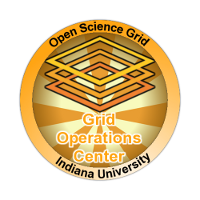 Open Science Grid
Grid
Operations
Center
Indiana University